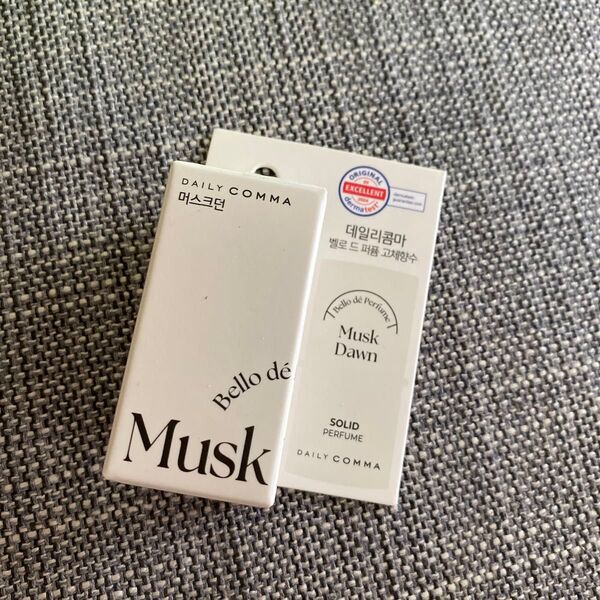 DAILY COMMA
머스크던
Bello dé
Musk
ORIGINAL
EXCELLENT
dermatest
데일리콤마
벨로 드 퍼퓸 고체향수
Bello dé Perfume
Musk
Dawn
SOLID
PERFUME
DAILY COMMA